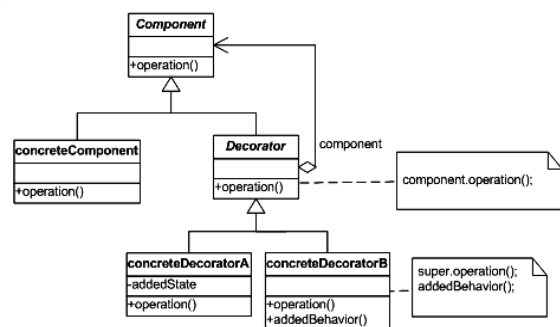 Component
+operation()
concreteComponent
+operation()
Decorator
+operation()
component
component.operation();
concreteDecoratorA
-addedState
+operation()
concreteDecoratorB
+operation()
+addedBehavior()
super.operation();
addedBehavior();